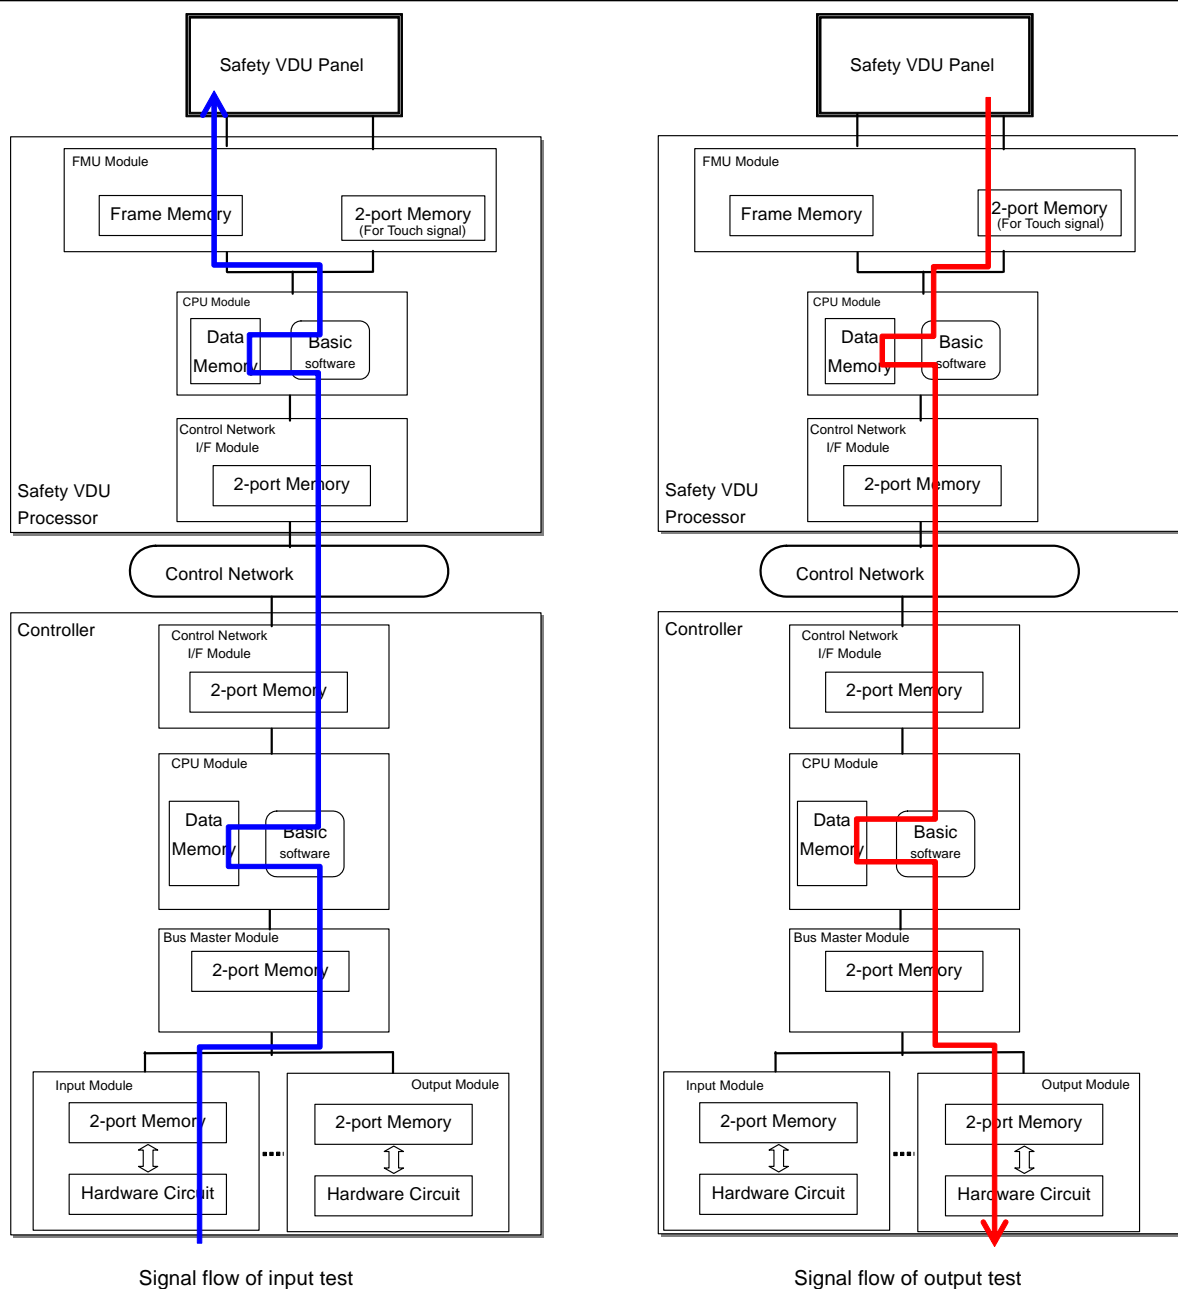 Safety VDU Panel
FMU Module
Frame Memory
2-port Memory
(For Touch signal)
CPU Module
Data
Memory
Basic
software
Control Network
I/F Module
2-port Memory
Safety VDU
Processor
Control Network
Controller
Control Network
I/F Module
2-port Memory
CPU Module
Data
Memory
Basic
software
Bus Master Module
2-port Memory
Input Module
2-port Memory
Hardware Circuit
Output Module
2-port Memory
Hardware Circuit
Signal flow of input test
Safety VDU Panel
FMU Module
Frame Memory
2-port Memory
(For Touch signal)
CPU Module
Data
Memory
Basic
software
Control Network
I/F Module
2-port Memory
Safety VDU
Processor
Control Network
Controller
Control Network
I/F Module
2-port Memory
CPU Module
Data
Memory
Basic
software
Bus Master Module
2-port Memory
Input Module
2-port Memory
Hardware Circuit
Output Module
2-port Memory
Hardware Circuit
Signal flow of output test